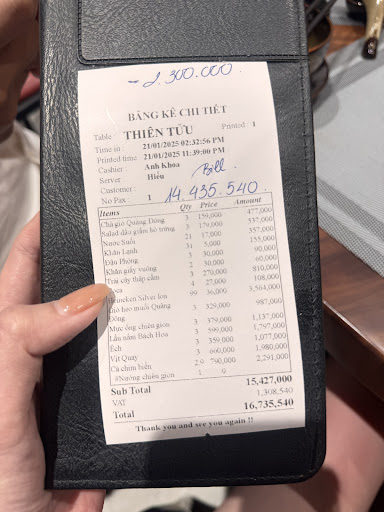 - 2.300.000.
BẢNG KÊ CHI TIẾT
Table: THIÊN TỬU Printed: 1
Time in 21/01/2025 02:32:56 PM
Printed time 21/01/2025 11:39:00 PM
Cashier Anh Khoa
Server Hiếu Bill
Customer:
No Pax 1 14.435.540.
Items Qty Price Amount
Chả giò Quảng Đông 3 159,000 477,000
Salad dầu giấm bò trứng 3 179,000 537,000
Nước Suối 21 17,000 357,000
Khăn Lạnh 31 5,000 155,000
Đậu Phộng 3 30,000 90,000
Khăn giấy vuông 2 30,000 60,000
Trái cây thập cẩm 3 270,000 810,000
4 27,000 108,000
Heineken Silver lon 99 36,000 3,564,000
muối Quảng 3 329,000 987,000
Đông
Mực ống chiên giòn 3 379,000 1,137,000
Lẩu nấm Bách Hoa 3 599,000 1,797,000
Ếch 3 359,000 1,077,000
Vịt Quay 3 660,000 1,980,000
Cá chim biển 2.9 790,000 2,291,000
#Nướng chiên giòn 1 0
Sub Total 15,427,000
VAT 1,308,540
Total 16,735,540
Thank you and see you again !!